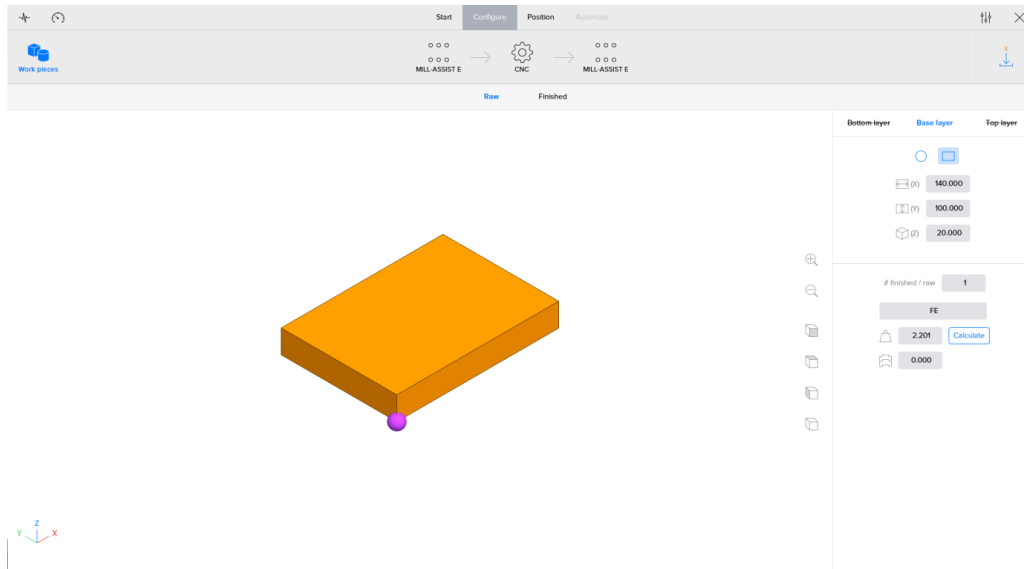 Start Configure Position Automate
Work pieces
MILL-ASSIST E CNC MILL-ASSIST E
x
Raw Finished
Bottom layer Base layer Top layer
(X) 140.000
(Y) 100.000
(Z) 20.000
# finished / raw 1
FE
2.201 Calculate
0.000
Z
Y X